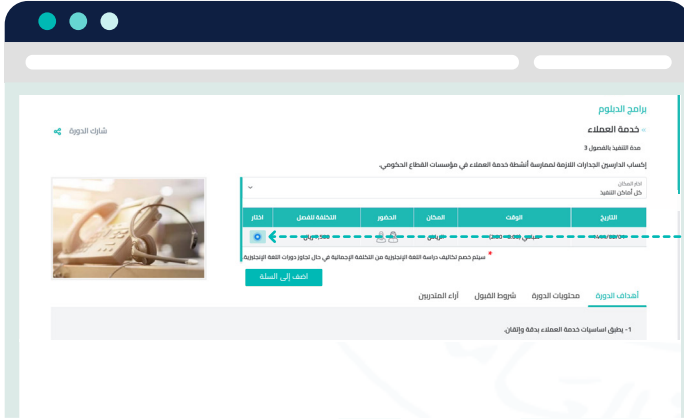 برامج الدبلوم
شارك الدورة
» خدمة العملاء
مدة التنفيذ بالفصول 3
إكساب الدارسين الجدارات اللازمة لممارسة أنشطة خدمة العملاء في مؤسسات القطاع الحكومي.
اختر المكان
كل أماكن التنفيذ
التاريخ الوقت المكان الحضور التكلفة للفصل اختار
* سيتم خصم تكاليف دراسة اللغة الإنجليزية من التكلفة الإجمالية في حال تجاوز دورات اللغة الإنجليزية.
اضف إلى السلة
أهداف الدورة محتويات الدورة شروط القبول آراء المتدربين
1- يطبق اساسيات خدمة العملاء بدقة وإتقان.